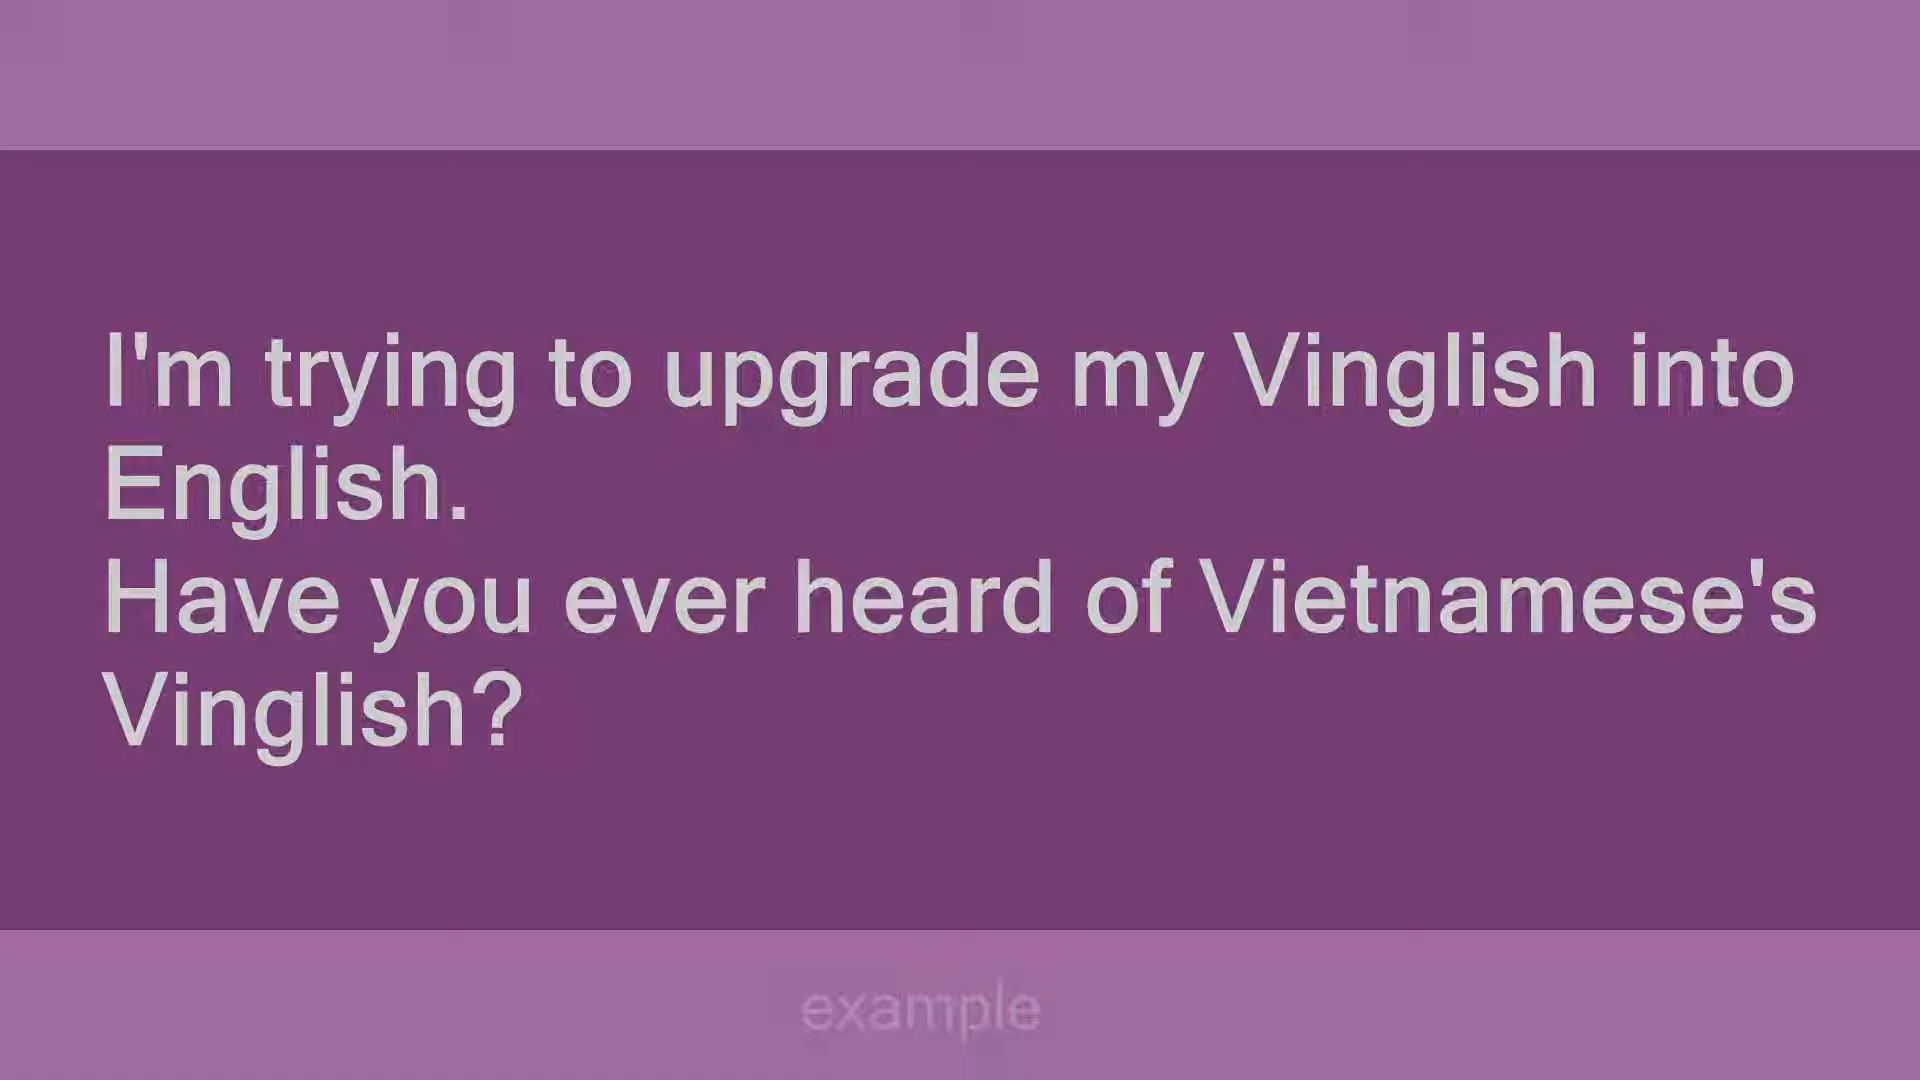 I'm trying to upgrade my Vinglish into
English.
Have you ever heard of Vietnamese's
Vinglish?
example